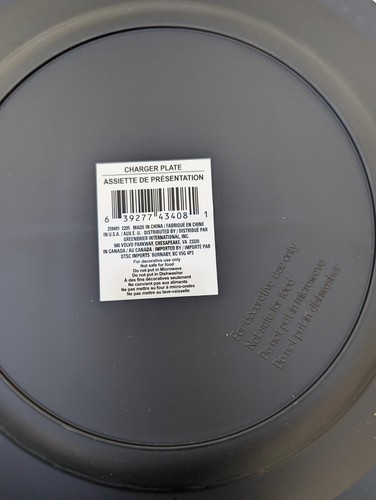 CHARGER PLATE
ASSIETTE DE PRÉSENTATION
6 39277 43408 1
259401 2205 MADE IN CHINA / FABRIQUÉ EN CHINE
IN U.S.A. / AUX É.-U. DISTRIBUTED BY / DISTRIBUÉ PAR
GREENBRIER INTERNATIONAL, INC.
500 VOLVO PARKWAY, CHESAPEAKE, VA. 23320
IN CANADA / AU CANADA IMPORTED BY / IMPORTÉ PAR
DTSC IMPORTS BURNABY, BC V5G 4P3
For decorative use only
Not safe for food
Do not put in Microwave
Do not put in Dishwasher
À des fins décoratives seulement
Ne convient pas aux aliments
Ne pas mettre au four à micro-ondes
Ne pas mettre au lave-vaisselle
For decorative use only
Not safe for food
Do not put in microwave
Do not put in dishwasher